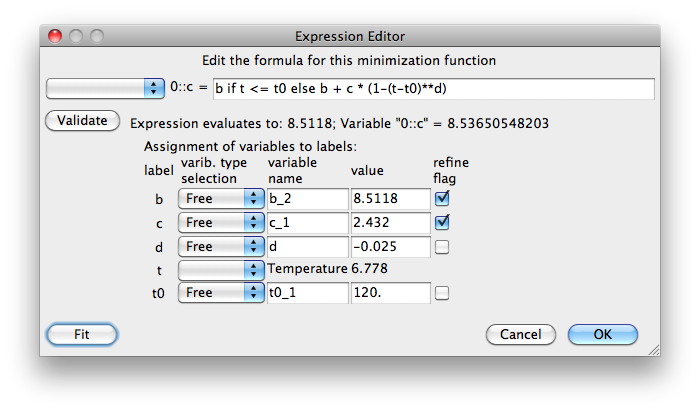 Expression Editor
Edit the formula for this minimization function
0::c = b if t <= t0 else b + c * (1-(t-t0)**d)
Validate Expression evaluates to: 8.5118; Variable "0::c" = 8.53650548203
Assignment of variables to labels:
label varib. type selection variable name value refine flag
b Free b_2 8.5118
c Free c_1 2.432
d Free d -0.025
t Temperature 6.778
t0 Free t0_1 120.
Fit Cancel OK